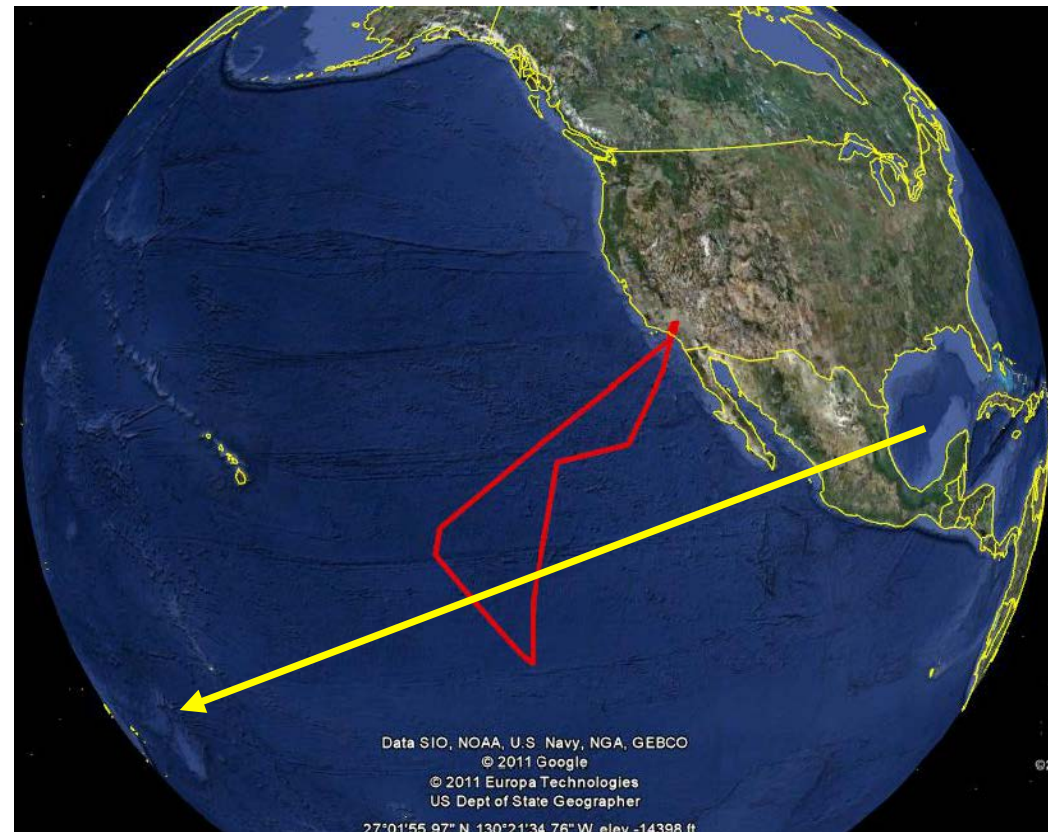 Data SIO, NOAA, U.S. Navy, NGA, GEBCO
© 2011 Google
© 2011 Europa Technologies
US Dept of State Geographer
27°01'55.97" N 130°21'34.76" W elev -14398 ft